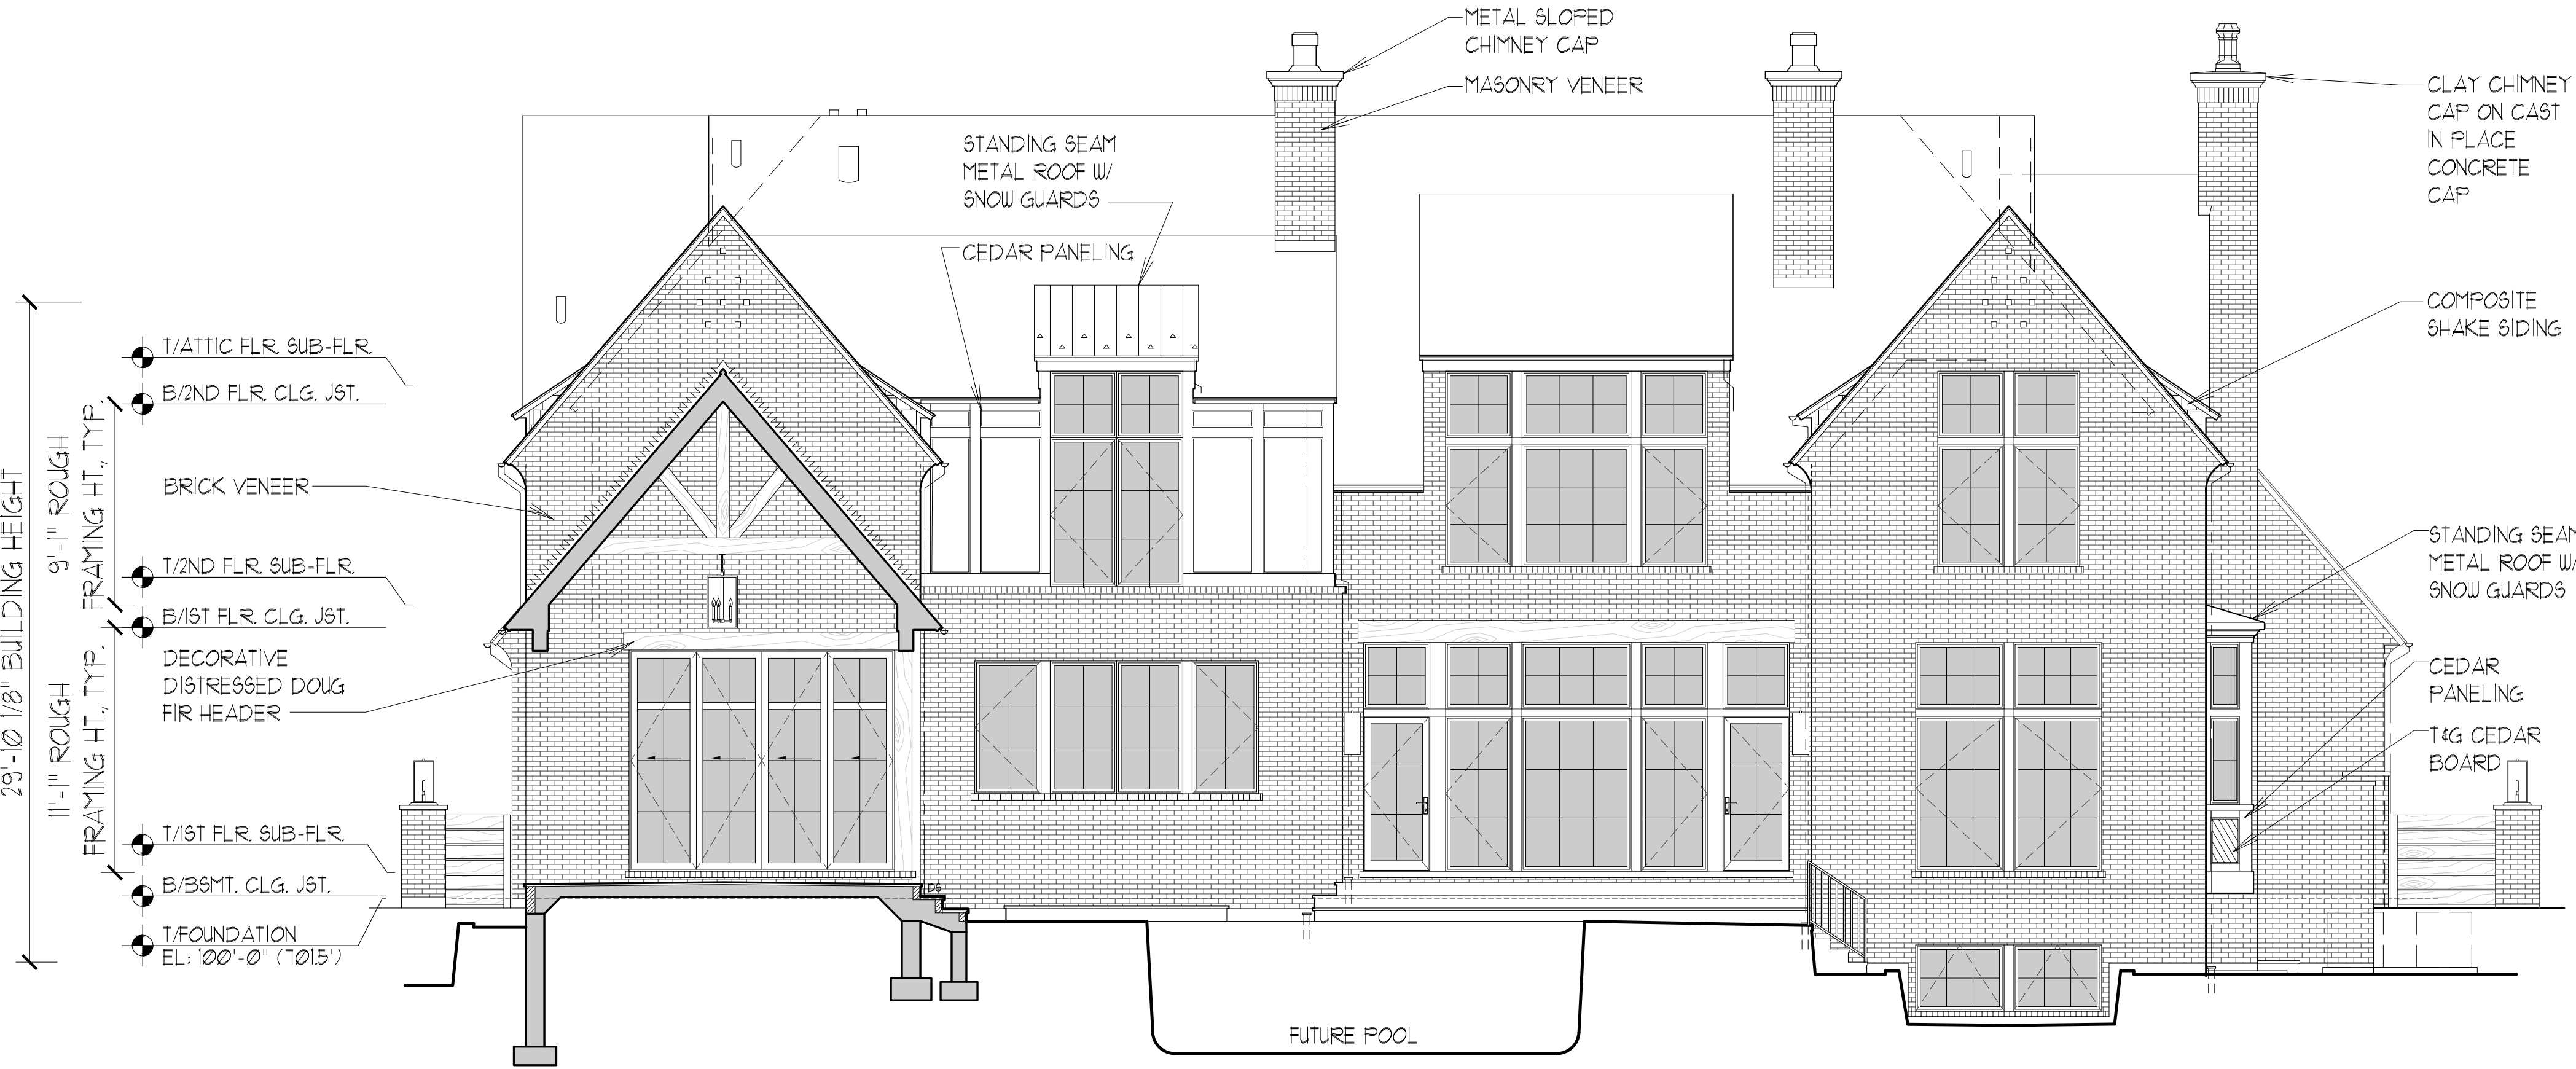 METAL SLOPED
CHIMNEY CAP
MASONRY VENEER
CLAY CHIMNEY
CAP ON CAST
IN PLACE
CONCRETE
CAP
STANDING SEAM
METAL ROOF W/
SNOW GUARDS
CEDAR PANELING
COMPOSITE
SHAKE SIDING
T/ATTIC FLR. SUB-FLR.
B/2ND FLR. CLG. JST.
BRICK VENEER
T/2ND FLR. SUB-FLR.
B/1ST FLR. CLG. JST.
DECORATIVE
DISTRESSED DOUG
FIR HEADER
T/1ST FLR. SUB-FLR.
B/BSMT. CLG. JST.
T/FOUNDATION
EL: 100'-0" (701.5')
29'-10 1/8" BUILDING HEIGHT
9'-1" ROUGH
FRAMING HT., TYP.
11'-1" ROUGH
FRAMING HT., TYP.
STANDING SEAM
METAL ROOF W/
SNOW GUARDS
CEDAR
PANELING
T&G CEDAR
BOARD
DS
FUTURE POOL